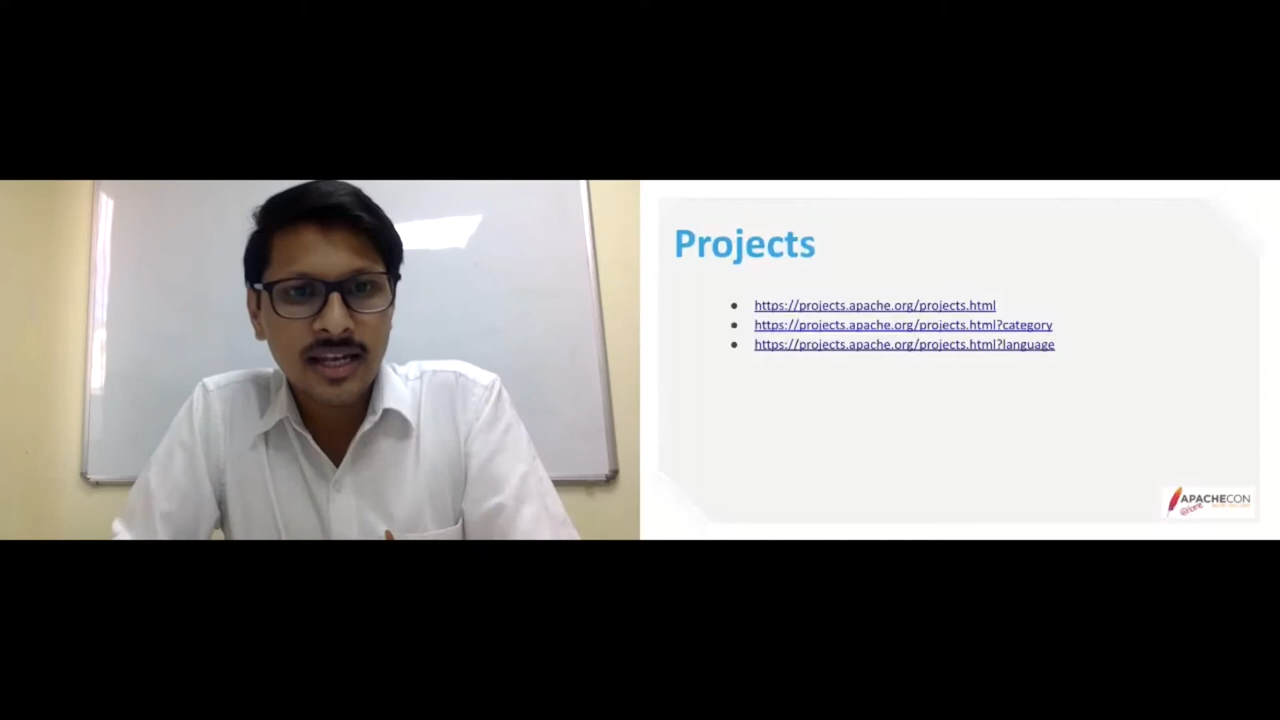 Projects
https://projects.apache.org/projects.html
https://projects.apache.org/projects.html?category
https://projects.apache.org/projects.html?language
APACHECON
@Home